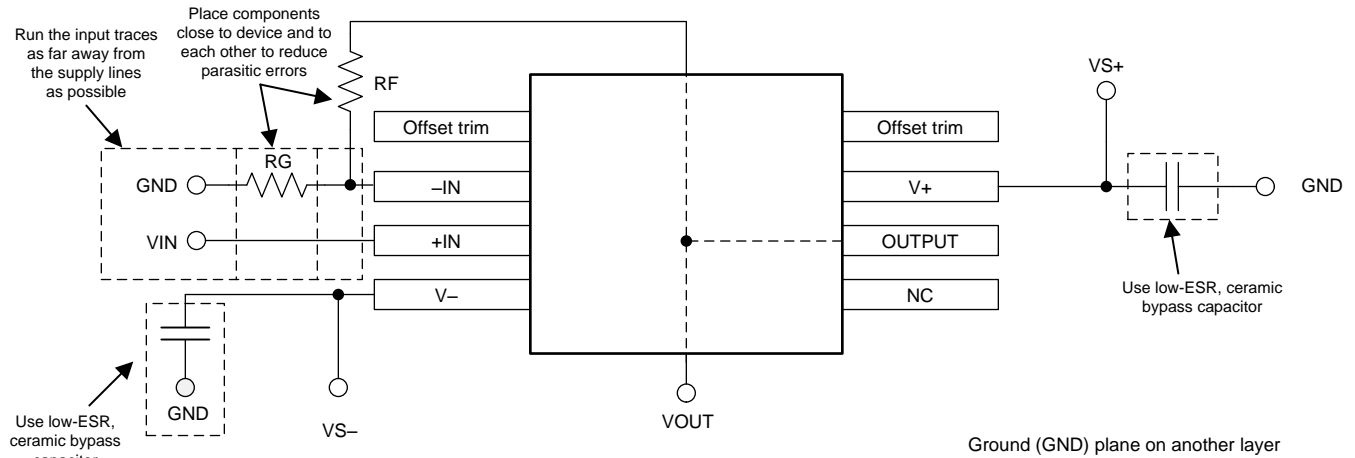 Place components
close to device and to
each other to reduce
parasitic errors
Run the input traces
as far away from
the supply lines
as possible
RF
VS+
Offset trim
Offset trim
RG
GND
–IN
V+
GND
VIN
+IN
OUTPUT
V–
NC
Use low-ESR, ceramic
bypass capacitor
GND
VS–
VOUT
Use low-ESR,
ceramic bypass
capacitor
Ground (GND) plane on another layer